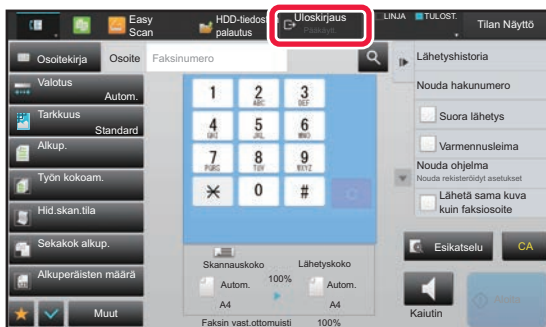 Easy
Scan
HDD-tiedosto
palautus
Uloskirjaus
Pääkäytt.
LINJA
TULOST.
Tilan Näyttö
Osoitekirja
Osoite
Faksinumero
Lähetyshistoria
Valotus
Autom.
Nouda hakunumero
Tarkkuus
Standard
Suora lähetys
Alkup.
Varmennusleima
Työn kokoam.
Nouda ohjelma
Nouda rekisteröidyt asetukset
Hid.skan.tila
Lähetä sama kuva
kuin faksiosoite
1
2
ABC
3
DEF
4
GHI
5
JKL
6
MNO
7
PQRS
8
TUV
9
WXYZ
0
#
C
Sekakok alkup.
Esikatselu
CA
Skannauskoko
Lähetyskoko
Alkuperäisten määrä
Autom.
100%
Autom.
A4
A4
Muut
Faksin vast.ottomuisti
100%
Kaiutin
Aloita